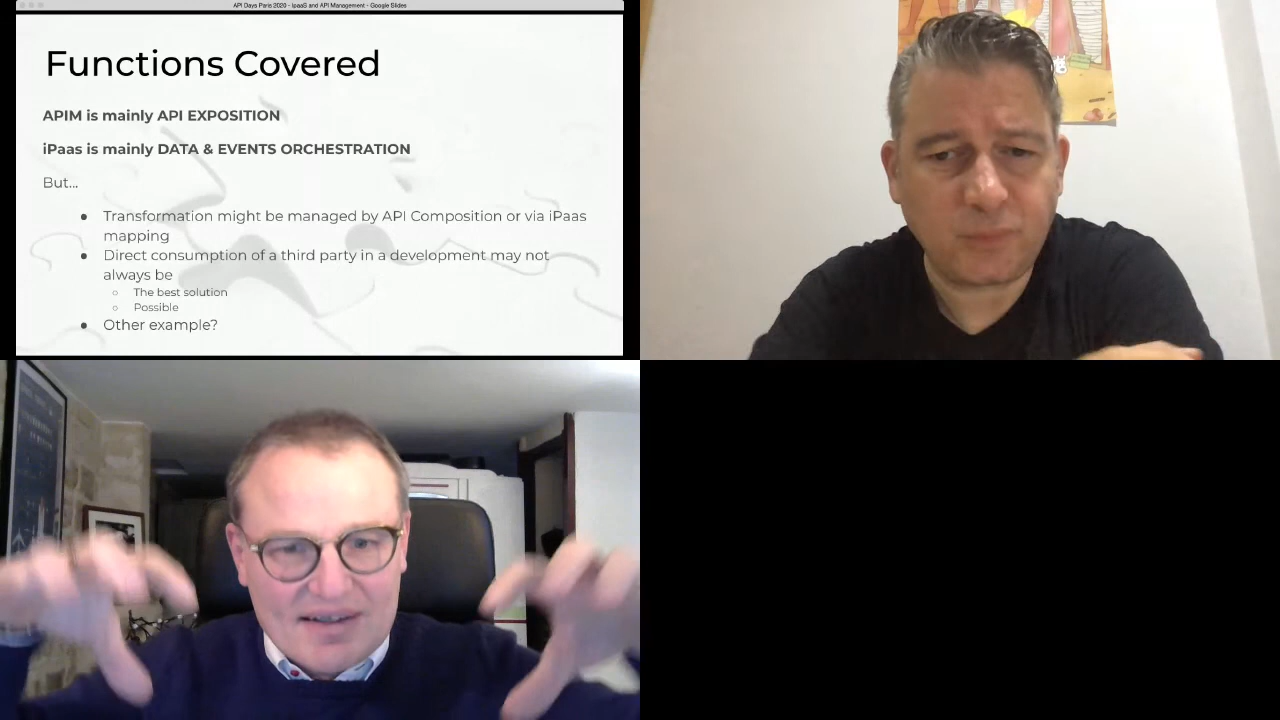 API Days Paris 2020 - IpaaS and API Management - Google Slides
Functions Covered
APIM is mainly API EXPOSITION
iPaas is mainly DATA & EVENTS ORCHESTRATION
But...
● Transformation might be managed by API Composition or via iPaas
mapping
● Direct consumption of a third party in a development may not
always be
○ The best solution
○ Possible
● Other example?